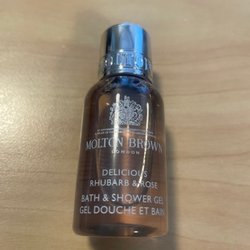 MOLTON BROWN
LONDON
DELICIOUS
RHUBARB & ROSE
BATH & SHOWER GEL
GEL DOUCHE ET BAIN